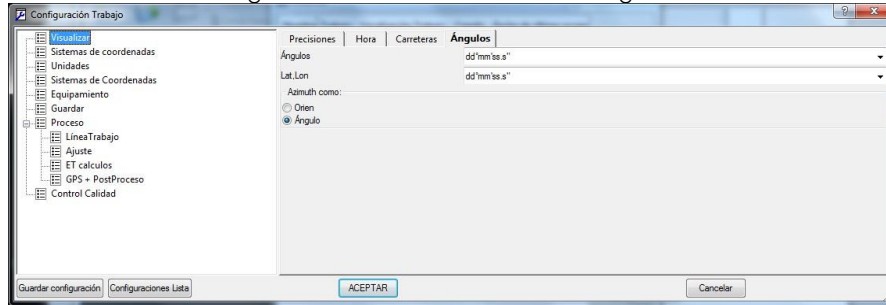 Configuración Trabajo
Visualizar
Sistemas de coordenadas
Unidades
Sistemas de Coordenadas
Equipamiento
Guardar
Proceso
LíneaTrabajo
Ajuste
ET calculos
GPS + PostProceso
Control Calidad
Precisiones Hora Carreteras Ángulos
Ángulos dd°mm'ss.s"
Lat,Lon dd°mm'ss.s"
Azimuth como:
Orien
Ángulo
Guardar configuración Configuraciones Lista ACEPTAR Cancelar